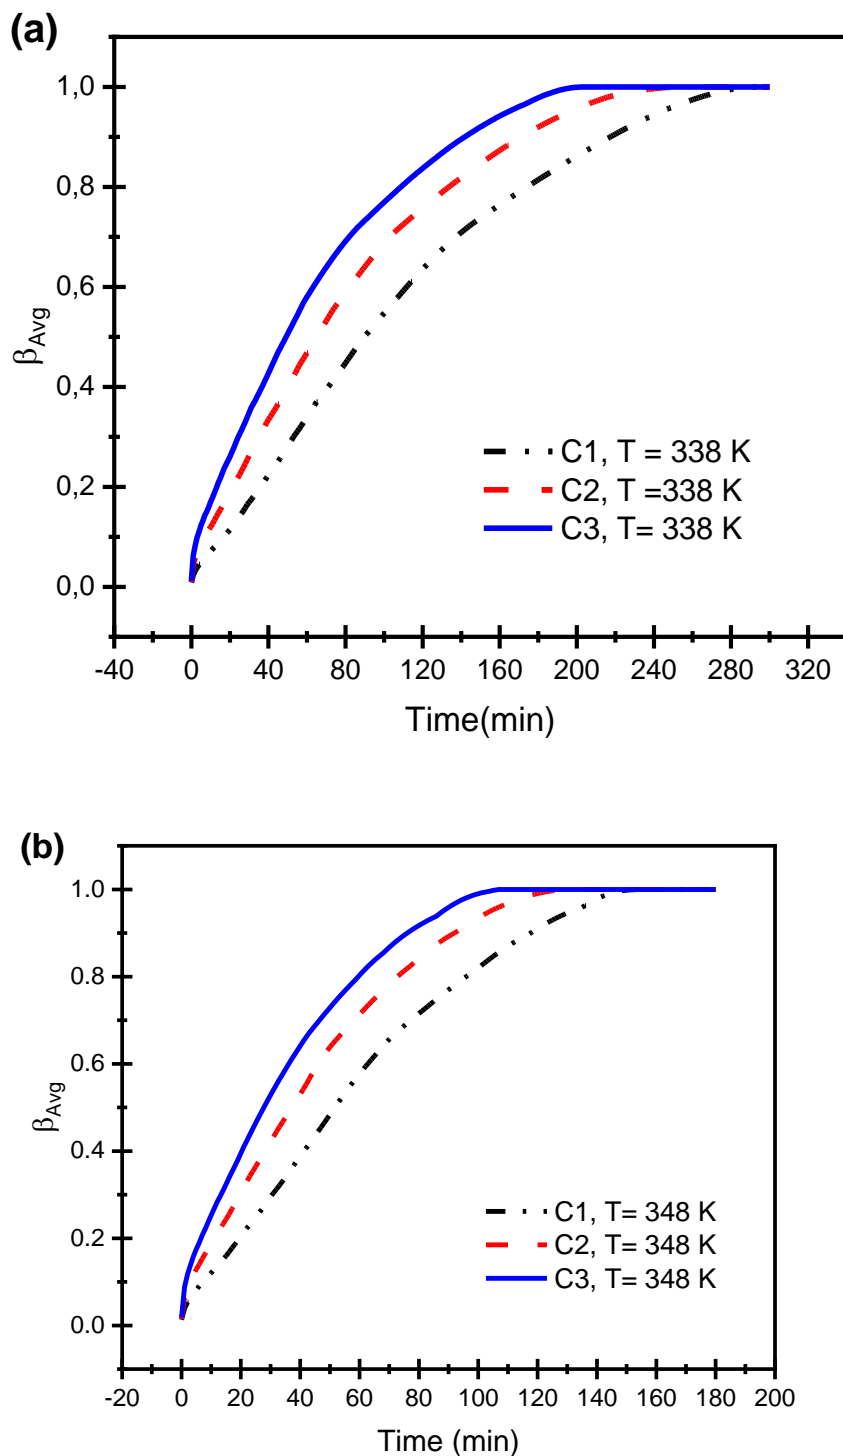 (a)
1,0
0,8
0,6
0,4
0,2
0,0
βAvg
C1, T = 338 K
C2, T =338 K
C3, T= 338 K
-40 0 40 80 120 160 200 240 280 320
Time(min)
(b)
1.0
0.8
0.6
0.4
0.2
0.0
βAvg
C1, T= 348 K
C2, T= 348 K
C3, T= 348 K
-20 0 20 40 60 80 100 120 140 160 180 200
Time (min)